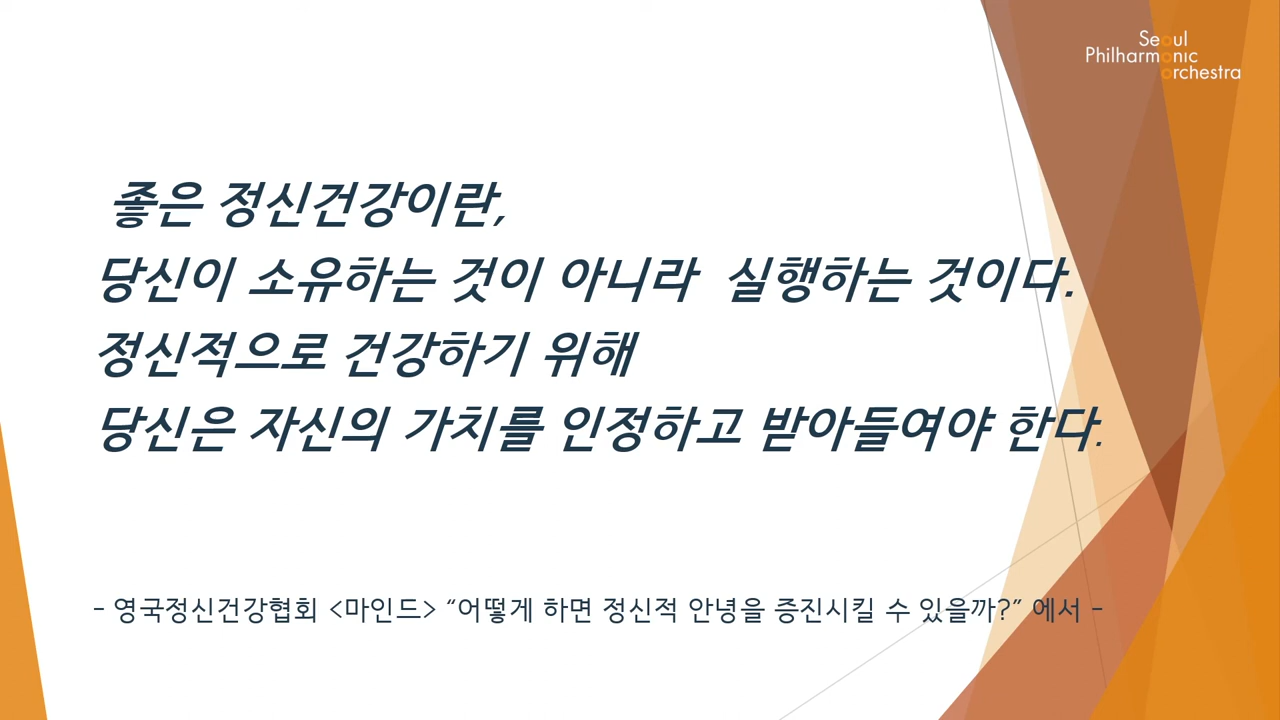 Seoul
Philharmonic
orchestra
좋은 정신건강이란,
당신이 소유하는 것이 아니라 실행하는 것이다.
정신적으로 건강하기 위해
당신은 자신의 가치를 인정하고 받아들여야 한다.
- 영국정신건강협회 <마인드> “어떻게 하면 정신적 안녕을 증진시킬 수 있을까?” 에서 -